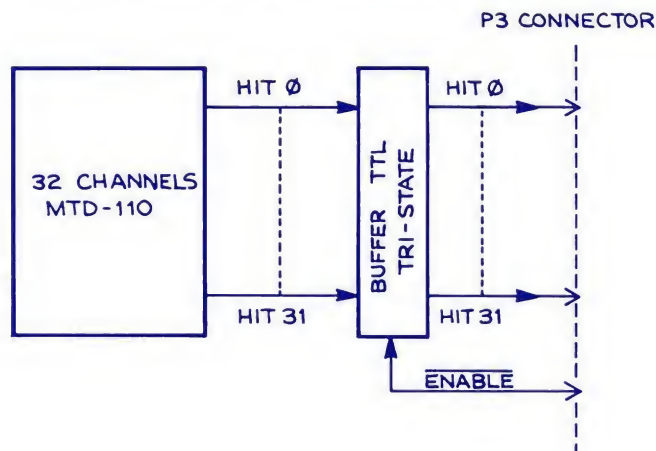 P3 CONNECTOR
HIT Ø
HIT Ø
32 CHANNELS
MTD-110
BUFFER TTL
TRI-STATE
HIT 31
HIT 31
ENABLE